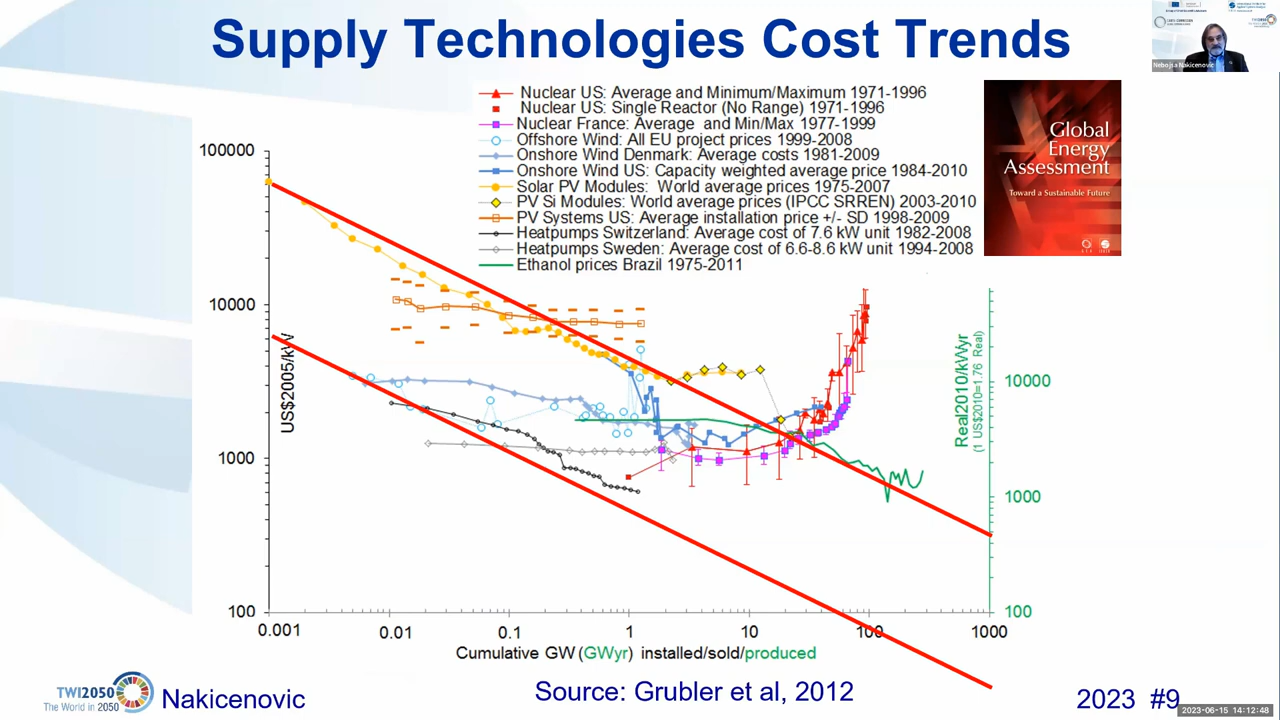 Supply Technologies Cost Trends
Nebojsa Nakicenovic
Nuclear US: Average and Minimum/Maximum 1971-1996
Nuclear US: Single Reactor (No Range) 1971-1996
Nuclear France: Average and Min/Max 1977-1999
Offshore Wind: All EU project prices 1999-2008
Onshore Wind Denmark: Average costs 1981-2009
Onshore Wind US: Capacity weighted average price 1984-2010
Solar PV Modules: World average prices 1975-2007
PV Si Modules: World average prices (IPCC SRREN) 2003-2010
PV Systems US: Average installation price +/- SD 1998-2009
Heatpumps Switzerland: Average cost of 7.6 kW unit 1982-2008
Heatpumps Sweden: Average cost of 6.6-8.6 kW unit 1994-2008
Ethanol prices Brazil 1975-2011
Global
Energy
Assessment
Toward a Sustainable Future
100000
10000
1000
100
US$2005/kW
Real2010/kWyr
(1 US$2010=1.76 Real)
10000
1000
100
0.001
0.01
0.1
1
10
100
1000
Cumulative GW (GWyr) installed/sold/produced
TWI2050
The World in 2050
Nakicenovic
Source: Grubler et al, 2012
2023 #9
2023-06-15 14:12:48